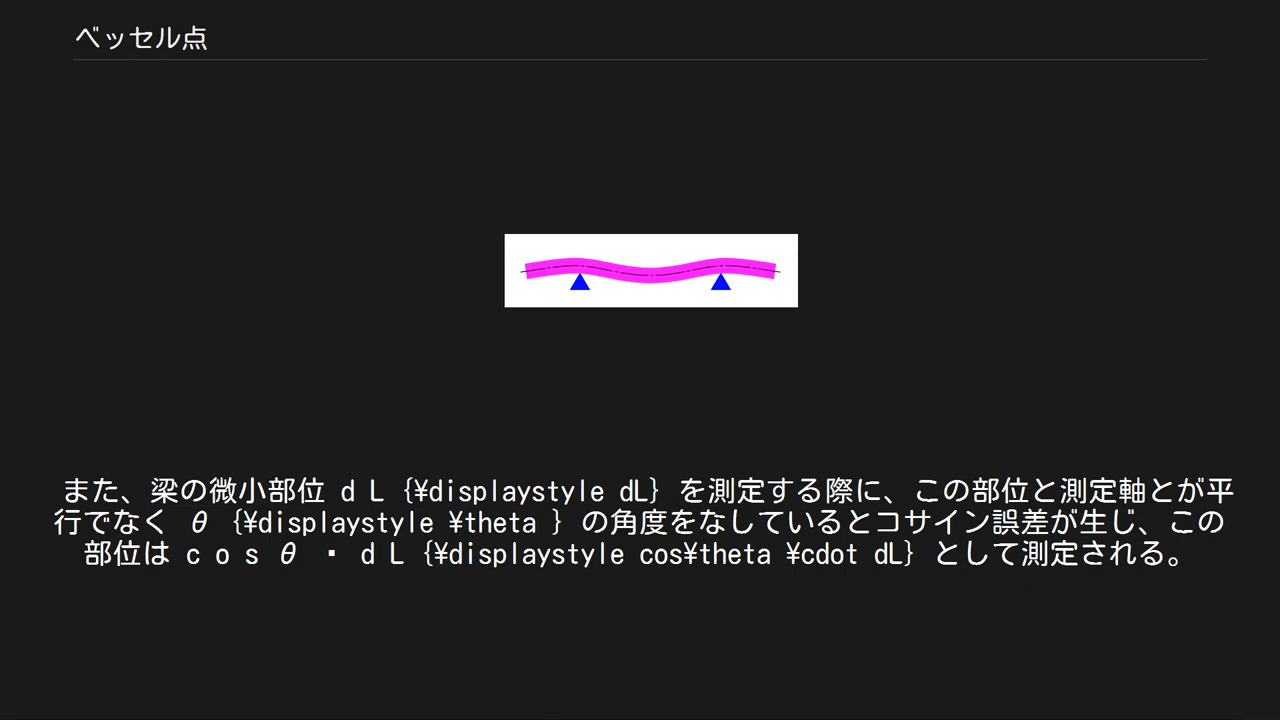 ベッセル点
また、梁の微小部位 d L {¥displaystyle dL} を測定する際に、この部位と測定軸とが平
行でなく θ {¥displaystyle ¥theta } の角度をなしているとコサイン誤差が生じ、この
部位は c o s θ ・ d L {¥displaystyle cos¥theta ¥cdot dL} として測定される。